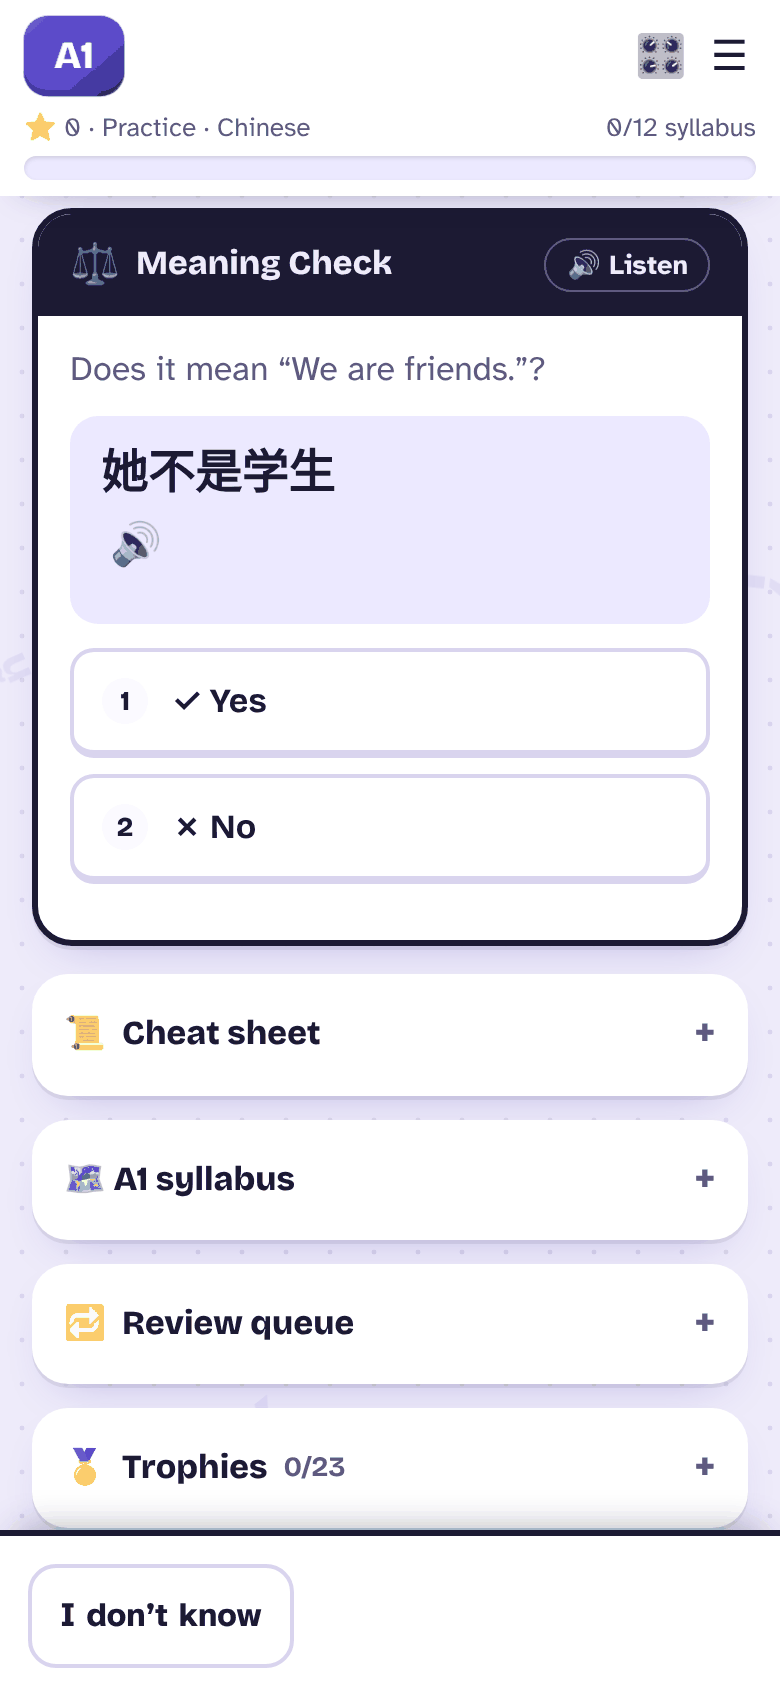 A1
0 · Practice · Chinese
0/12 syllabus
Meaning Check
Listen
Does it mean “We are friends.”?
她不是学生
1 ✓ Yes
2 ✕ No
Cheat sheet +
A1 syllabus +
Review queue +
Trophies 0/23 +
I don’t know